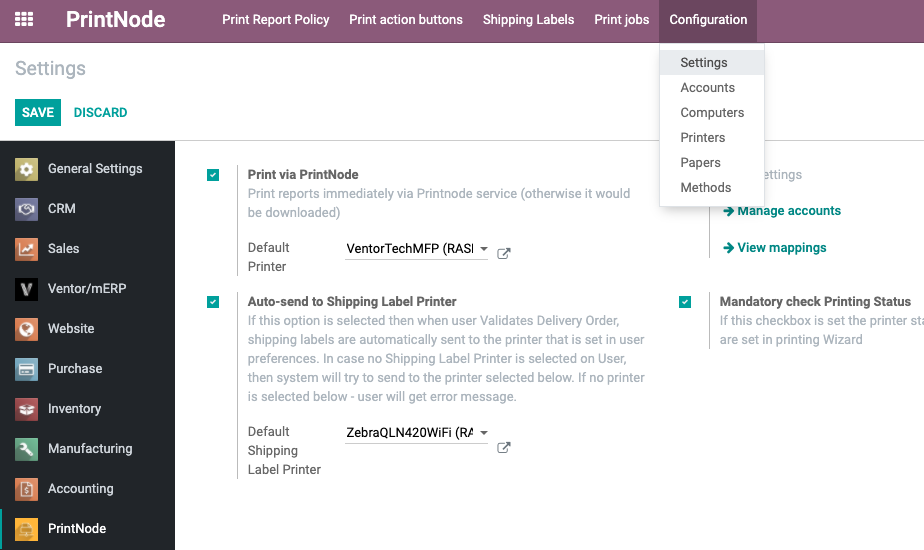 PrintNode
Print Report Policy
Print action buttons
Shipping Labels
Print jobs
Configuration
Settings
Accounts
Computers
Printers
Papers
Methods
Settings
SAVE
DISCARD
General Settings
CRM
Sales
Ventor/mERP
Website
Purchase
Inventory
Manufacturing
Accounting
PrintNode
Print via PrintNode
Print reports immediately via Printnode service (otherwise it would
be downloaded)
Default
Printer
VentorTechMFP (RASI
ettings
Manage accounts
View mappings
Auto-send to Shipping Label Printer
If this option is selected then when user Validates Delivery Order,
shipping labels are automatically sent to the printer that is set in user
preferences. In case no Shipping Label Printer is selected on User,
then system will try to send to the printer selected below. If no printer
is selected below - user will get error message.
Default
Shipping
Label Printer
ZebraQLN420WiFi (RA
Mandatory check Printing Status
If this checkbox is set the printer sta
are set in printing Wizard